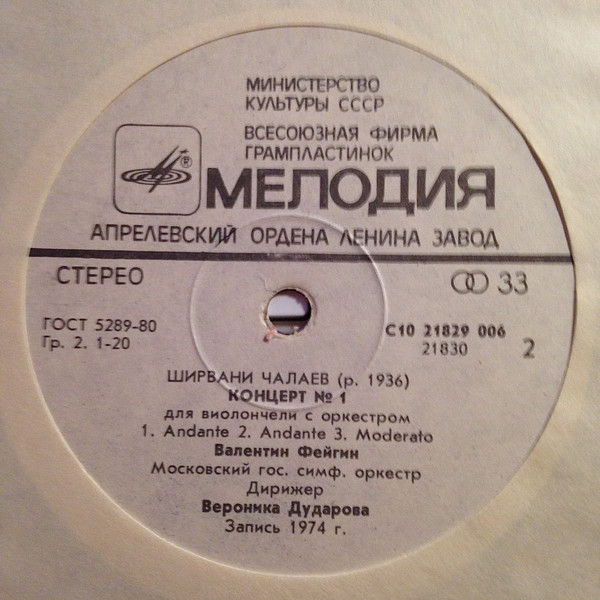 МИНИСТЕРСТВО
КУЛЬТУРЫ СССР
ВСЕСОЮЗНАЯ ФИРМА
ГРАМПЛАСТИНОК
®
МЕЛОДИЯ
АПРЕЛЕВСКИЙ ОРДЕНА ЛЕНИНА ЗАВОД
СТЕРЕО
33
ГОСТ 5289-80
Гр. 2. 1-20
С10 21829 006
21830
2
ШИРВАНИ ЧАЛАЕВ (р. 1936)
КОНЦЕРТ № 1
для виолончели с оркестром
1. Andante 2. Andante 3. Moderato
Валентин Фейгин
Московский гос. симф. оркестр
Дирижер
Вероника Дударова
Запись 1974 г.